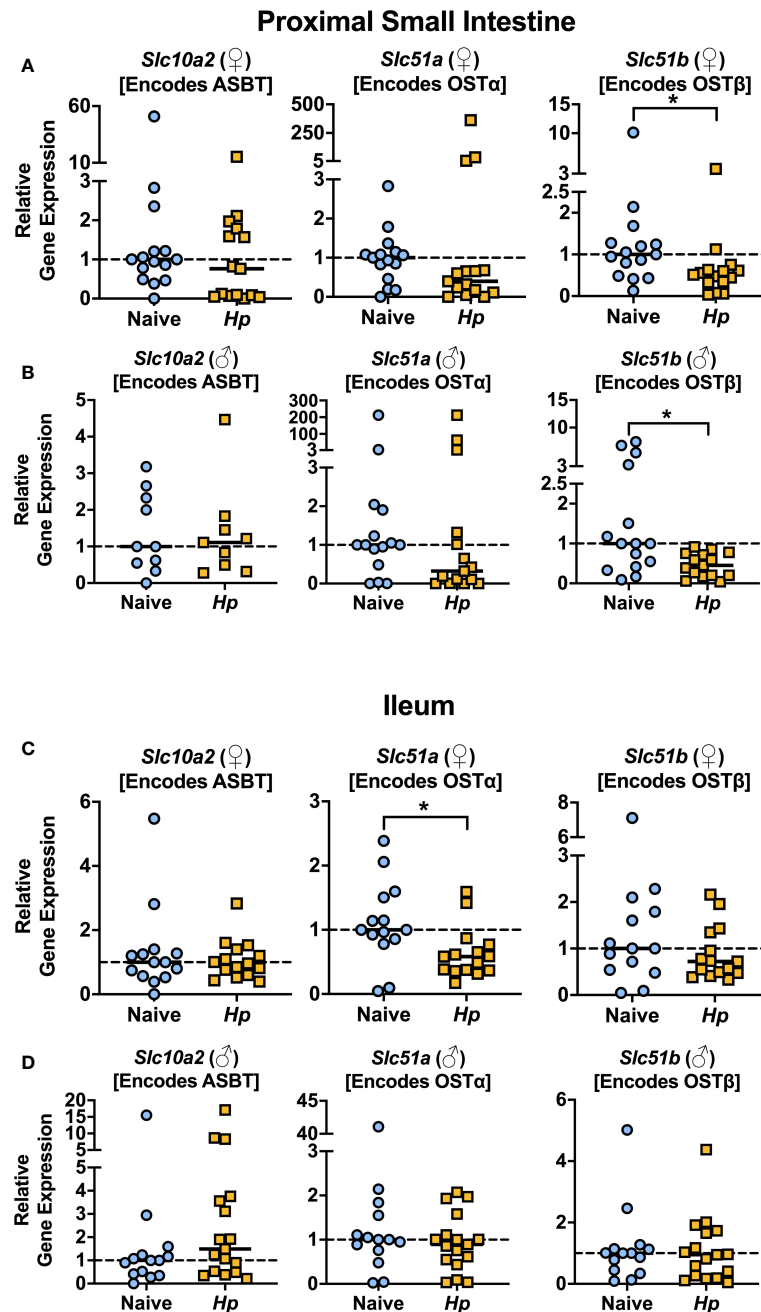 Proximal Small Intestine
A
Slc10a2 (♀)
[Encodes ASBT]
Slc51a (♀)
[Encodes OSTα]
Slc51b (♀)
[Encodes OSTβ]
Relative
Gene Expression
60
10
3
2
1
0
Naive
Hp
500
250
5
3
2
1
0
Naive
Hp
15
10
3
2.5
2
1
0
*
Naive
Hp
B
Slc10a2 (♂)
[Encodes ASBT]
Slc51a (♂)
[Encodes OSTα]
Slc51b (♂)
[Encodes OSTβ]
Relative
Gene Expression
5
4
3
2
1
0
Naive
Hp
300
200
100
3
3
2
1
0
Naive
Hp
15
10
3
2.5
2
1
0
*
Naive
Hp
Ileum
C
Slc10a2 (♀)
[Encodes ASBT]
Slc51a (♀)
[Encodes OSTα]
Slc51b (♀)
[Encodes OSTβ]
Relative
Gene Expression
6
4
2
0
Naive
Hp
3
2
1
0
*
Naive
Hp
8
6
3
2
1
0
Naive
Hp
D
Slc10a2 (♂)
[Encodes ASBT]
Slc51a (♂)
[Encodes OSTα]
Slc51b (♂)
[Encodes OSTβ]
Relative
Gene Expression
20
15
10
5
5
4
3
2
1
0
Naive
Hp
45
40
3
2
1
0
Naive
Hp
6
4
2
0
Naive
Hp